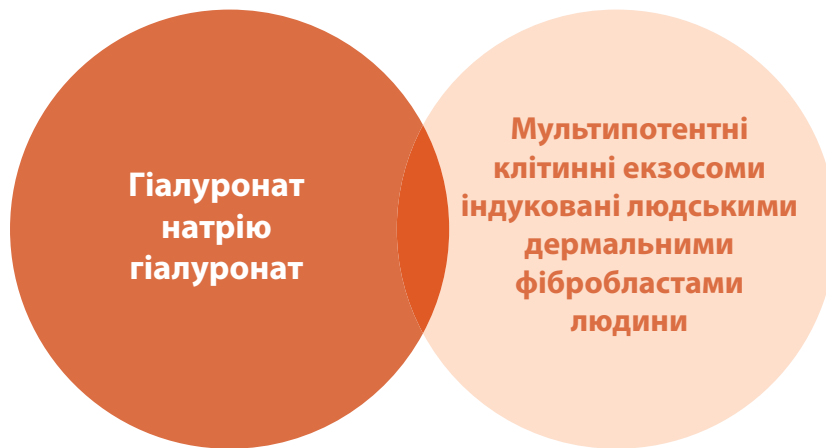 Гіалуронат
натрію
гіалуронат
Мультипотентні
клітинні екзосоми
індуковані людськими
дермальними
фібробластами
людини